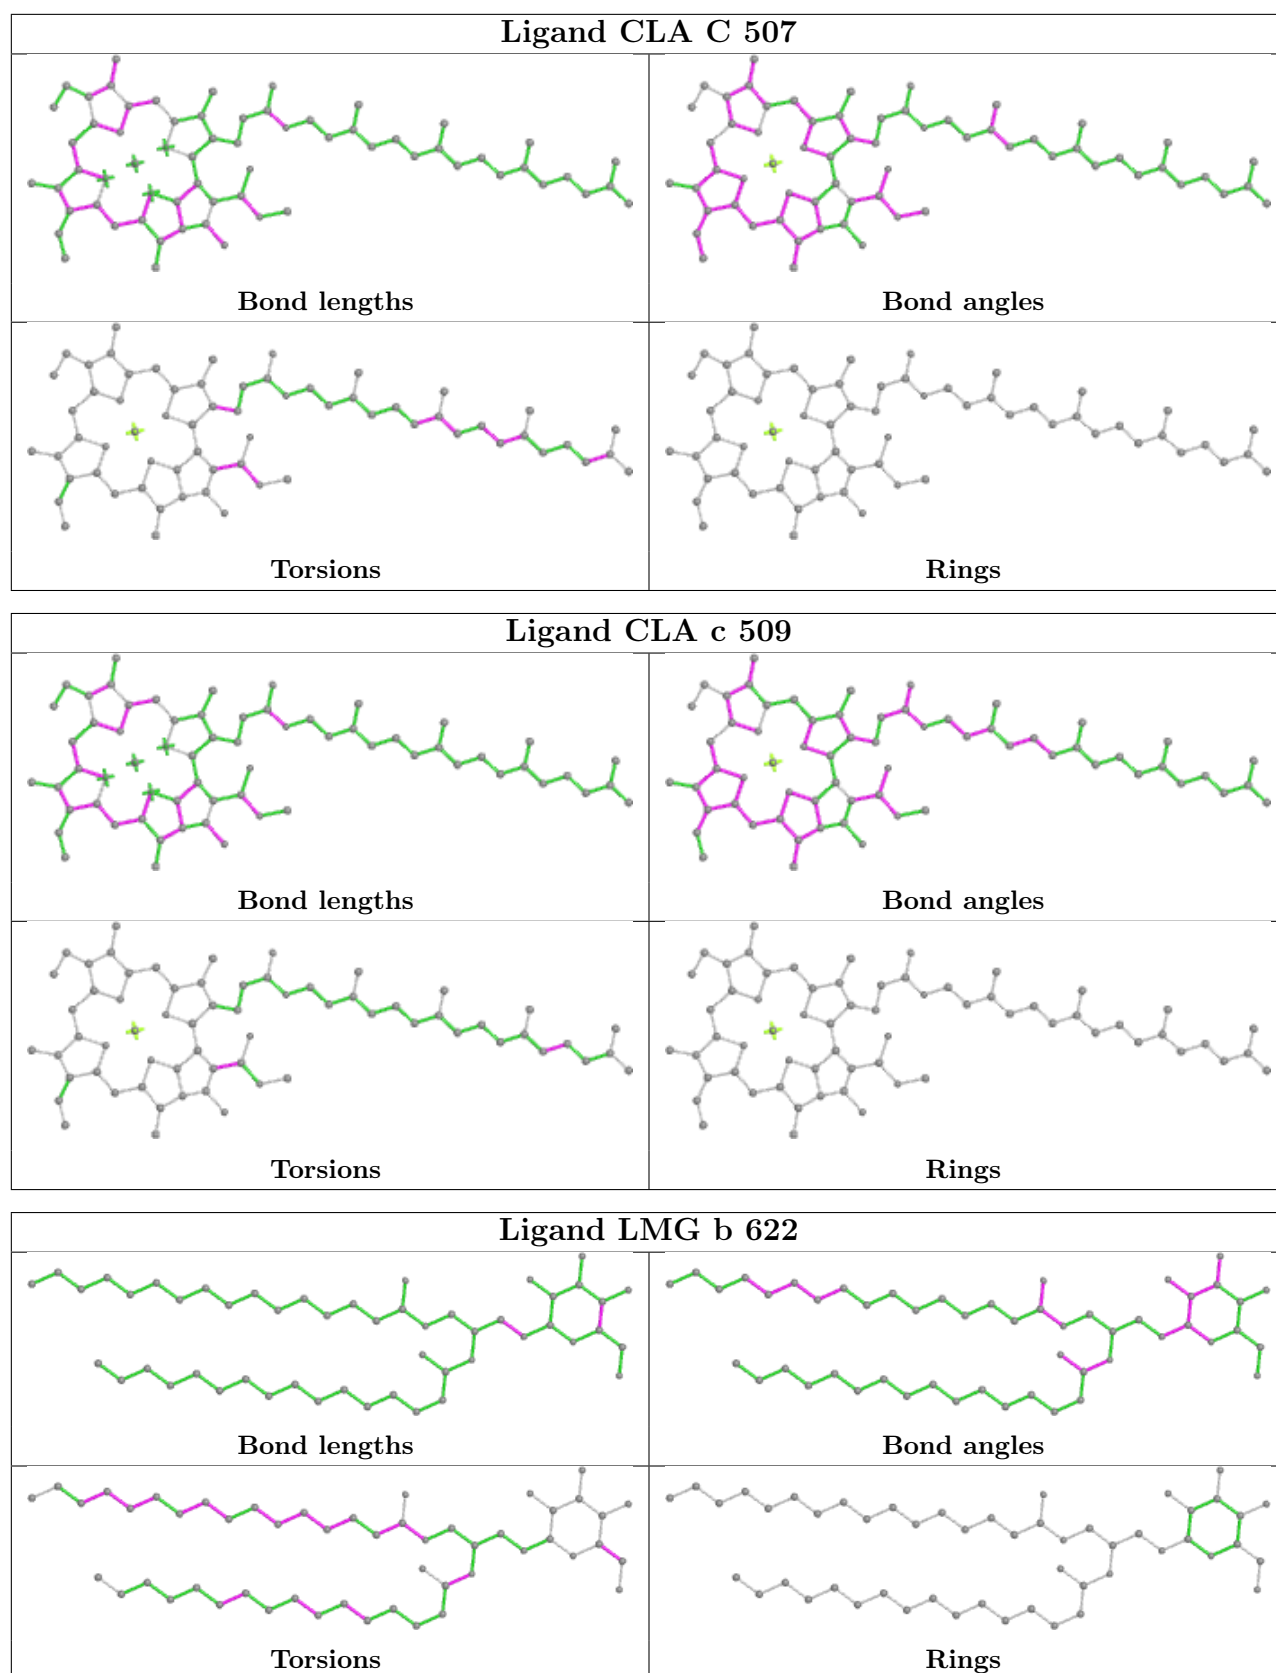 Ligand CLA C 507
Bond lengths
Bond angles
Torsions
Rings
Ligand CLA c 509
Bond lengths
Bond angles
Torsions
Rings
Ligand LMG b 622
Bond lengths
Bond angles
Torsions
Rings